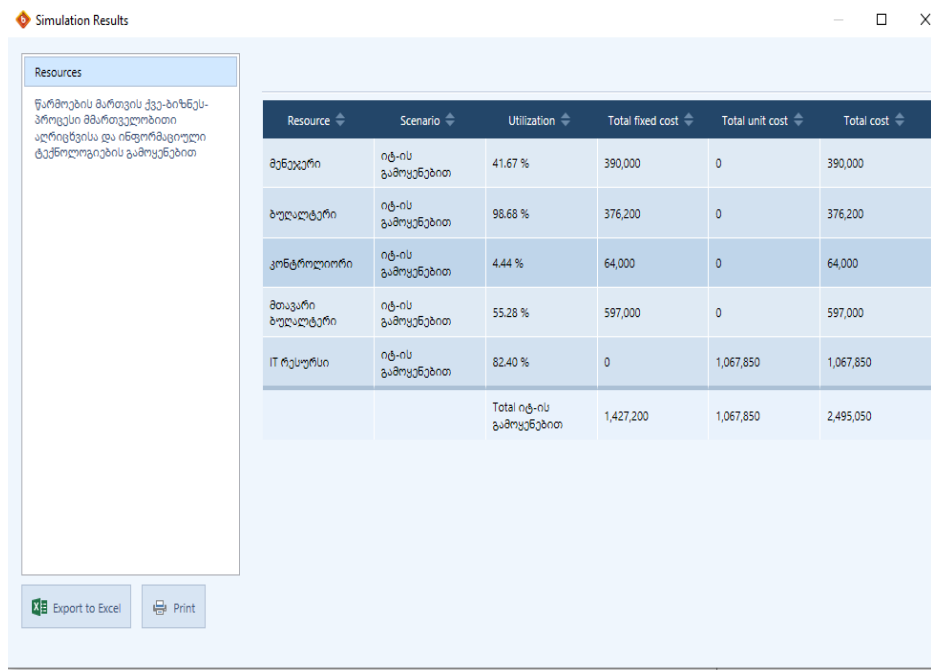 Simulation Results
Resources
წარმოების მართვის ქვე-ბიზნეს-
პროცესი მმართველობითი
აღრიცხვისა და ინფორმაციული
ტექნოლოგიების გამოყენებით
Resource Scenario Utilization Total fixed cost Total unit cost Total cost
მენეჯერი იტ-ის გამოყენებით 41.67 % 390,000 0 390,000
ბუღალტერი იტ-ის გამოყენებით 98.68 % 376,200 0 376,200
კონტროლიორი იტ-ის გამოყენებით 4.44 % 64,000 0 64,000
მთავარი ბუღალტერი იტ-ის გამოყენებით 55.28 % 597,000 0 597,000
IT რესურსი იტ-ის გამოყენებით 82.40 % 0 1,067,850 1,067,850
Total იტ-ის გამოყენებით 1,427,200 1,067,850 2,495,050
Export to Excel Print